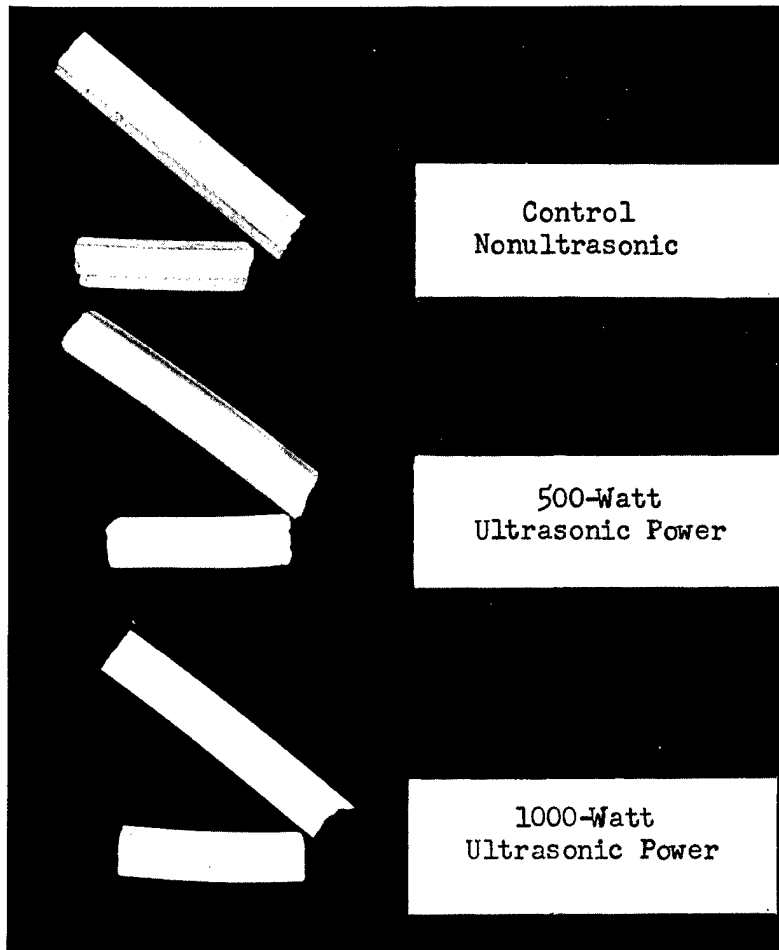 Control
Nonultrasonic
500-Watt
Ultrasonic Power
1000-Watt
Ultrasonic Power